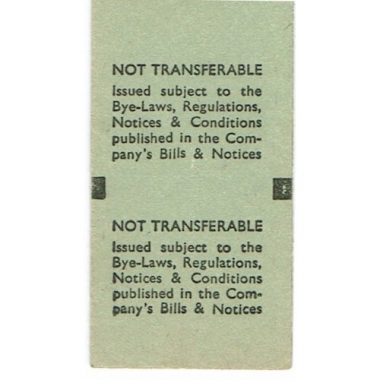 NOT TRANSFERABLE
Issued subject to the
Bye-Laws, Regulations,
Notices & Conditions
published in the Com-
pany's Bills & Notices
NOT TRANSFERABLE
Issued subject to the
Bye-Laws, Regulations,
Notices & Conditions
published in the Com-
pany's Bills & Notices